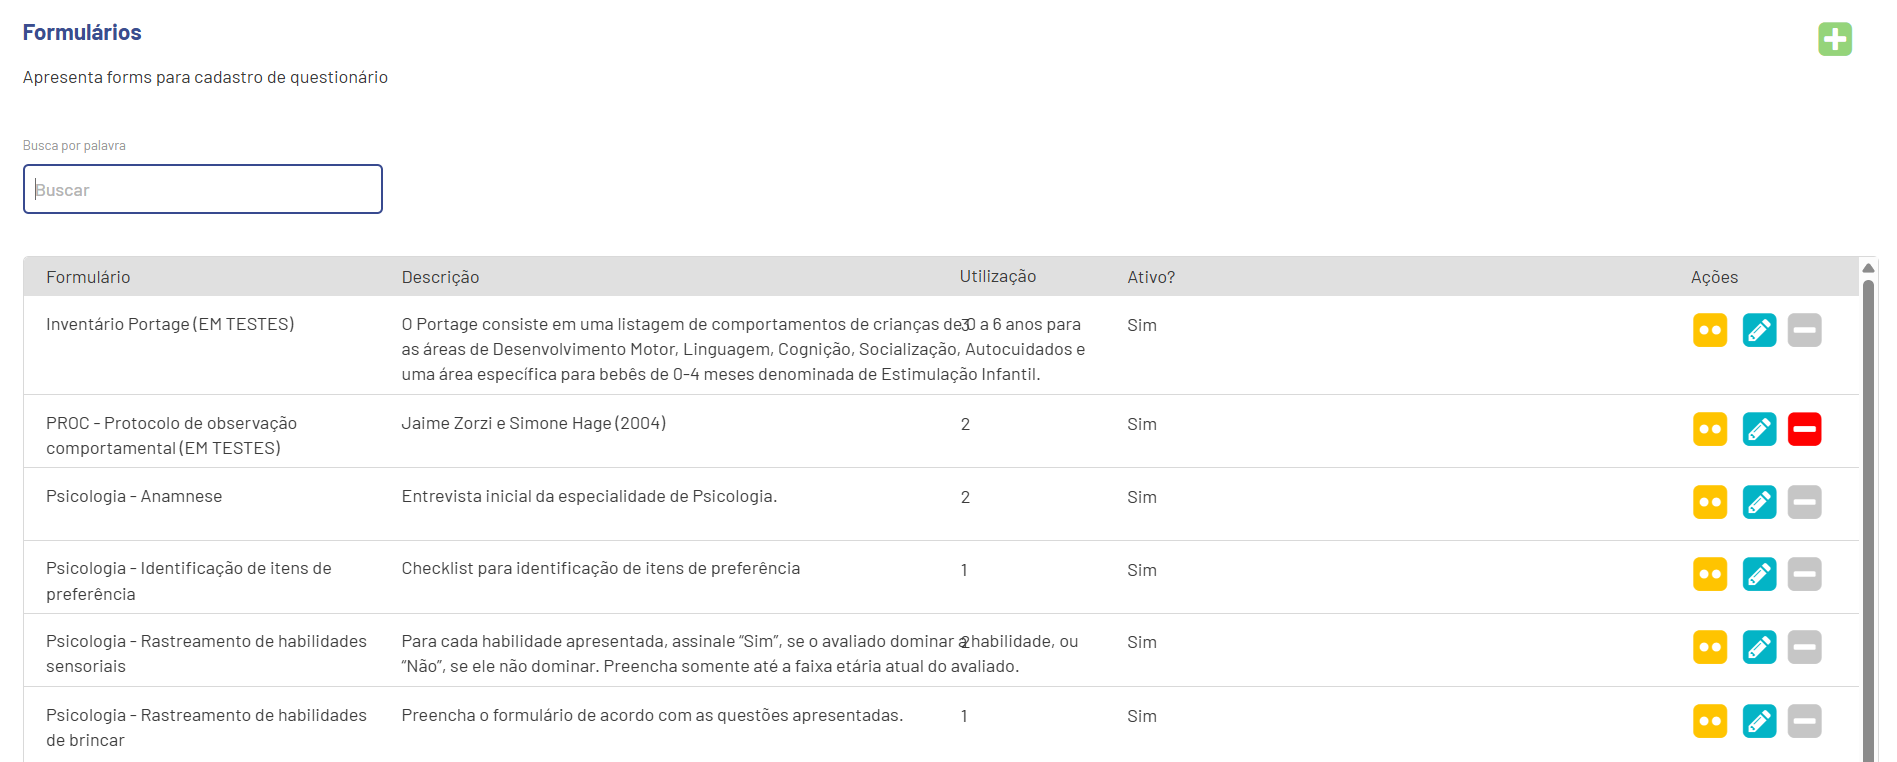 Formulários
Apresenta forms para cadastro de questionário
Busca por palavra
Buscar
Formulário Descrição Utilização Ativo? Ações
Inventário Portage (EM TESTES) O Portage consiste em uma listagem de comportamentos de crianças de 0 a 6 anos para 3 Sim
as áreas de Desenvolvimento Motor, Linguagem, Cognição, Socialização, Autocuidados e
uma área específica para bebês de 0-4 meses denominada de Estimulação Infantil.
PROC - Protocolo de observação Jaime Zorzi e Simone Hage (2004) 2 Sim
comportamental (EM TESTES)
Psicologia - Anamnese Entrevista inicial da especialidade de Psicologia. 2 Sim
Psicologia - Identificação de itens de Checklist para identificação de itens de preferência 1 Sim
preferência
Psicologia - Rastreamento de habilidades Para cada habilidade apresentada, assinale “Sim”, se o avaliado dominar a habilidade, ou 2 Sim
sensoriais “Não”, se ele não dominar. Preencha somente até a faixa etária atual do avaliado.
Psicologia - Rastreamento de habilidades Preencha o formulário de acordo com as questões apresentadas. 1 Sim
de brincar